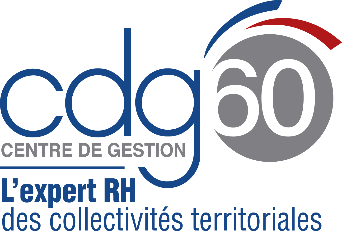 cdg60
CENTRE DE GESTION
L'expert RH
des collectivités territoriales